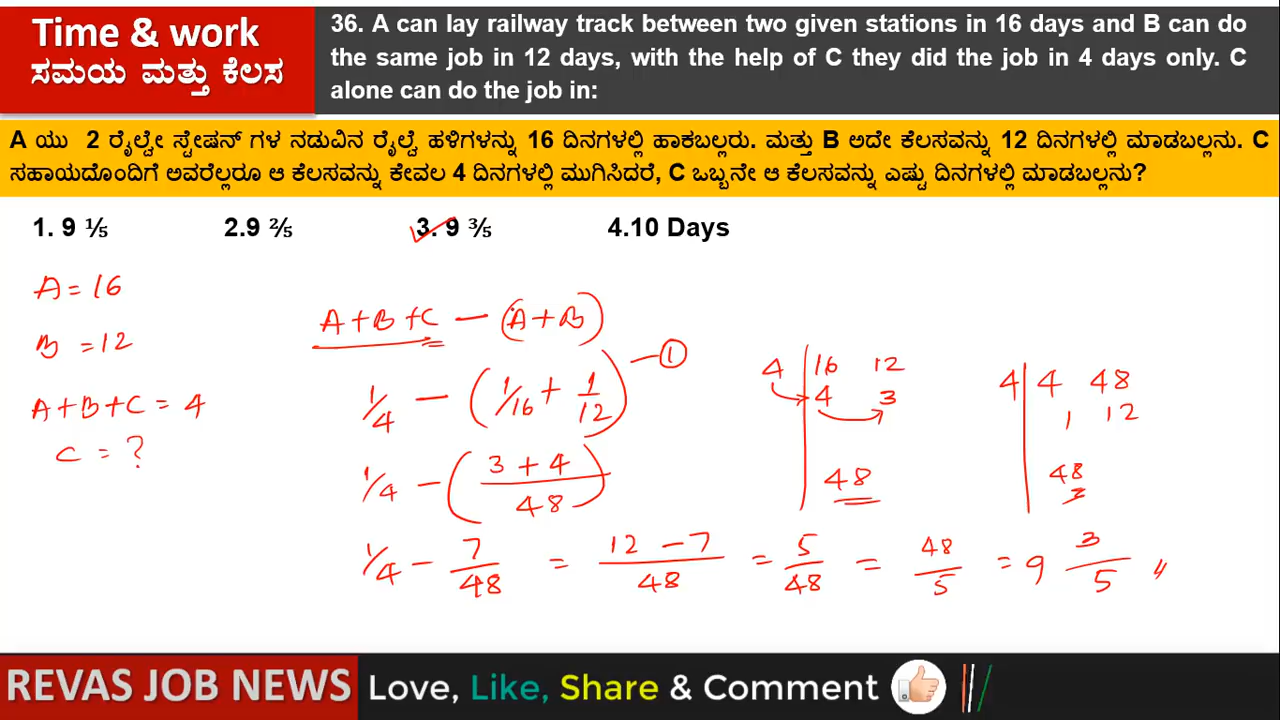 Time & work
ಸಮಯ ಮತ್ತು ಕೆಲಸ
36. A can lay railway track between two given stations in 16 days and B can do
the same job in 12 days, with the help of C they did the job in 4 days only. C
alone can do the job in:
A ಯು 2 ರೈಲ್ವೇ ಸ್ಟೇಷನ್ ಗಳ ನಡುವಿನ ರೈಲ್ವೆ ಹಳಿಗಳನ್ನು 16 ದಿನಗಳಲ್ಲಿ ಹಾಕಬಲ್ಲರು. ಮತ್ತು B ಅದೇ ಕೆಲಸವನ್ನು 12 ದಿನಗಳಲ್ಲಿ ಮಾಡಬಲ್ಲನು. C
ಸಹಾಯದೊಂದಿಗೆ ಅವರೆಲ್ಲರೂ ಆ ಕೆಲಸವನ್ನು ಕೇವಲ 4 ದಿನಗಳಲ್ಲಿ ಮುಗಿಸಿದರೆ, C ಒಬ್ಬನೇ ಆ ಕೆಲಸವನ್ನು ಎಷ್ಟು ದಿನಗಳಲ್ಲಿ ಮಾಡಬಲ್ಲನು?
1. 9 ⅕ 2.9 ⅖ 3. 9 ⅗ 4.10 Days
A = 16
B = 12
A+B+C = 4
C = ?
A+B+C — (A+B)
1/4 — (1/16 + 1/12) — ①
1/4 — (3+4/48)
1/4 — 7/48 = 12-7/48 = 5/48 = 48/5 = 9 3/5 //
4 | 16 12
4 3
48
4 | 4 48
1 12
48
REVAS JOB NEWS Love, Like, Share & Comment